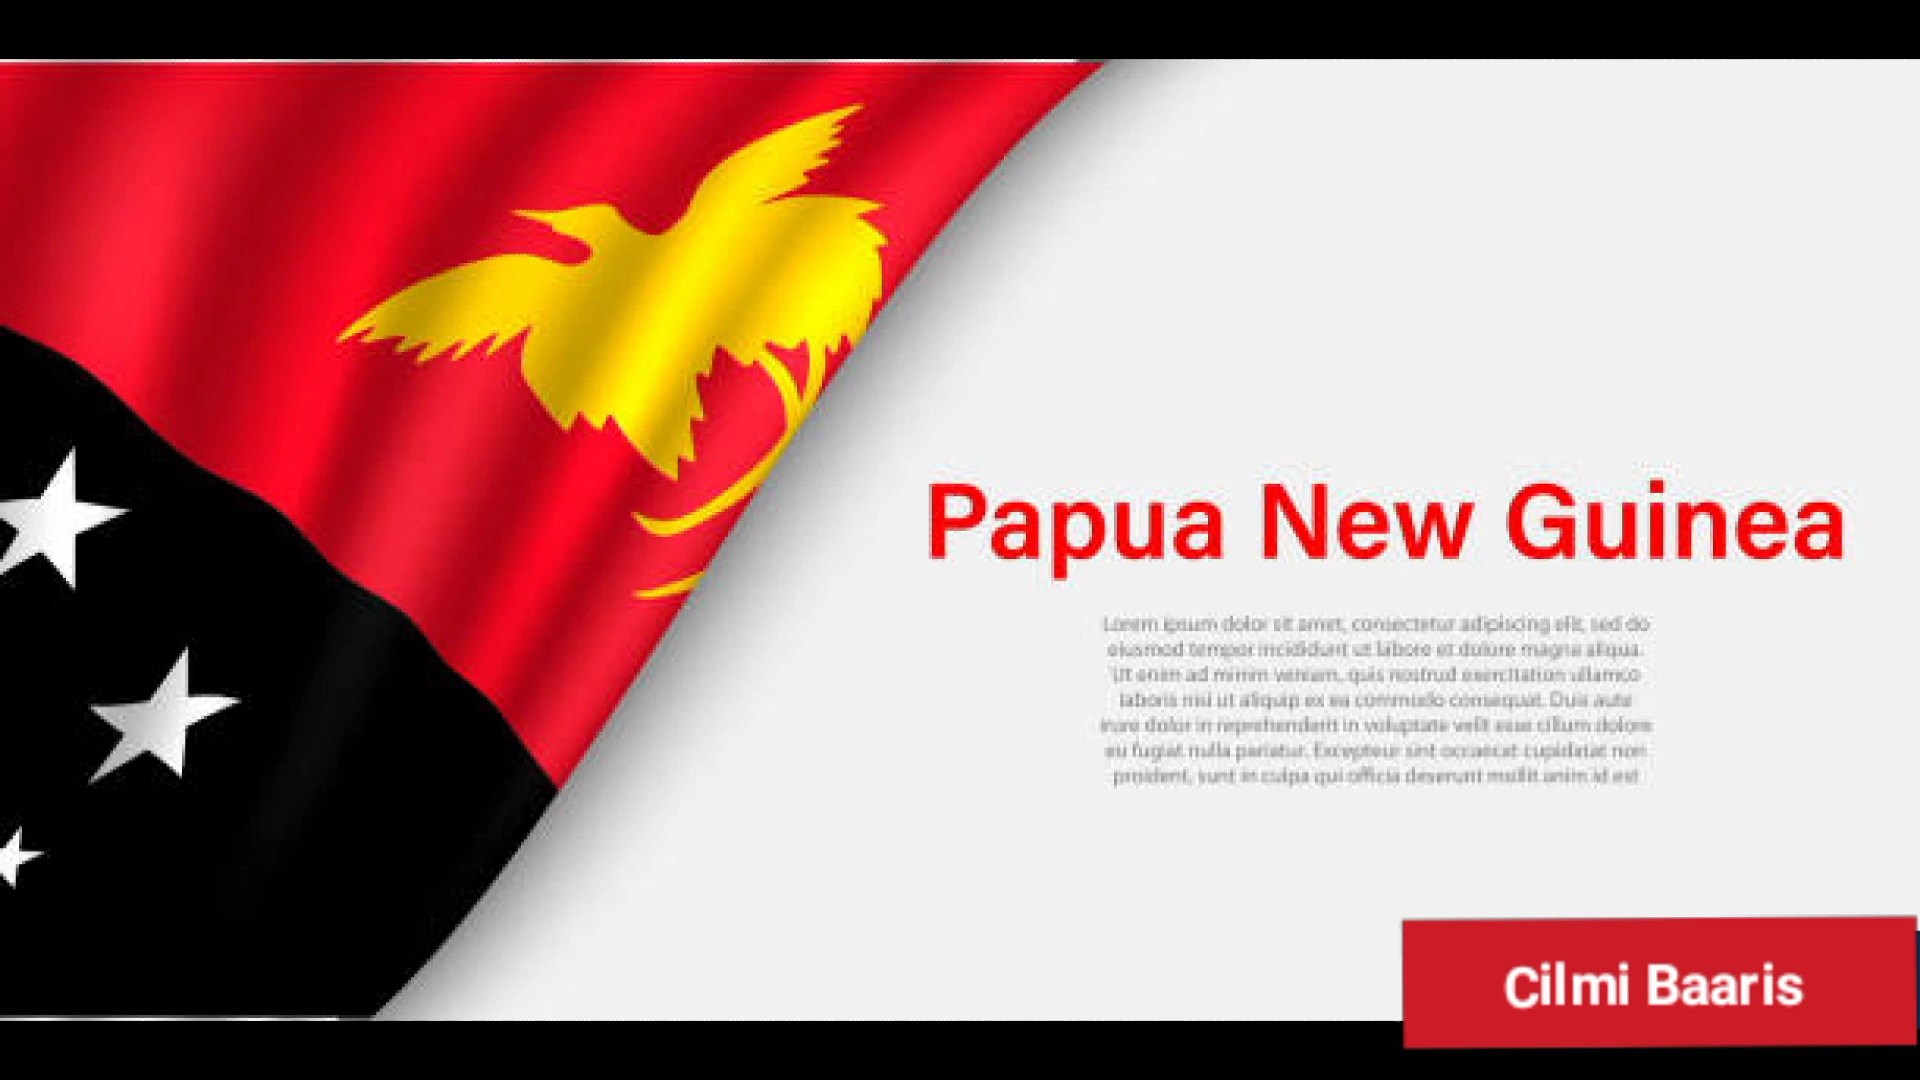 Papua New Guinea
Lorem ipsum dolor sit amet, consectetur adipiscing elit, sed do
eiusmod tempor incididunt ut labore et dolore magna aliqua.
Ut enim ad minim veniam, quis nostrud exercitation ullamco
laboris nisi ut aliquip ex ea commodo consequat. Duis aute
irure dolor in reprehenderit in voluptate velit esse cillum dolore
eu fugiat nulla pariatur. Excepteur sint occaecat cupidatat non
proident, sunt in culpa qui officia deserunt mollit anim id est
Cilmi Baaris